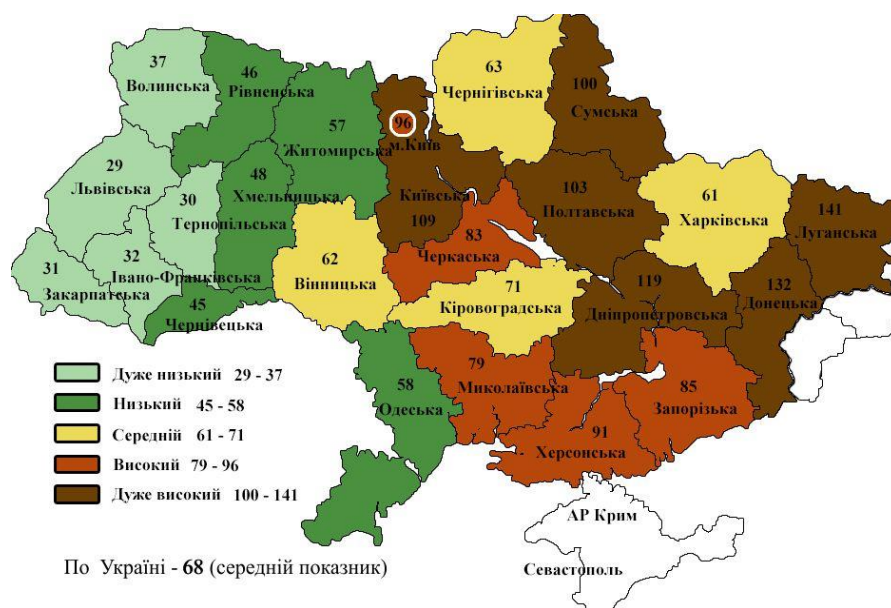 37
Волинська
46
Рівненська
57
Житомирська
96
м.Київ
63
Чернігівська
100
Сумська
29
Львівська
30
Тернопільська
48
Хмельницька
Київська
109
103
Полтавська
61
Харківська
141
Луганська
31
Закарпатська
32
Івано-Франківська
45
Чернівецька
62
Вінницька
83
Черкаська
71
Кіровоградська
119
Дніпропетровська
132
Донецька
58
Одеська
79
Миколаївська
91
Херсонська
85
Запорізька
АР Крим
Севастополь
Дуже низький 29 - 37
Низький 45 - 58
Середній 61 - 71
Високий 79 - 96
Дуже високий 100 - 141
По Україні - 68 (середній показник)